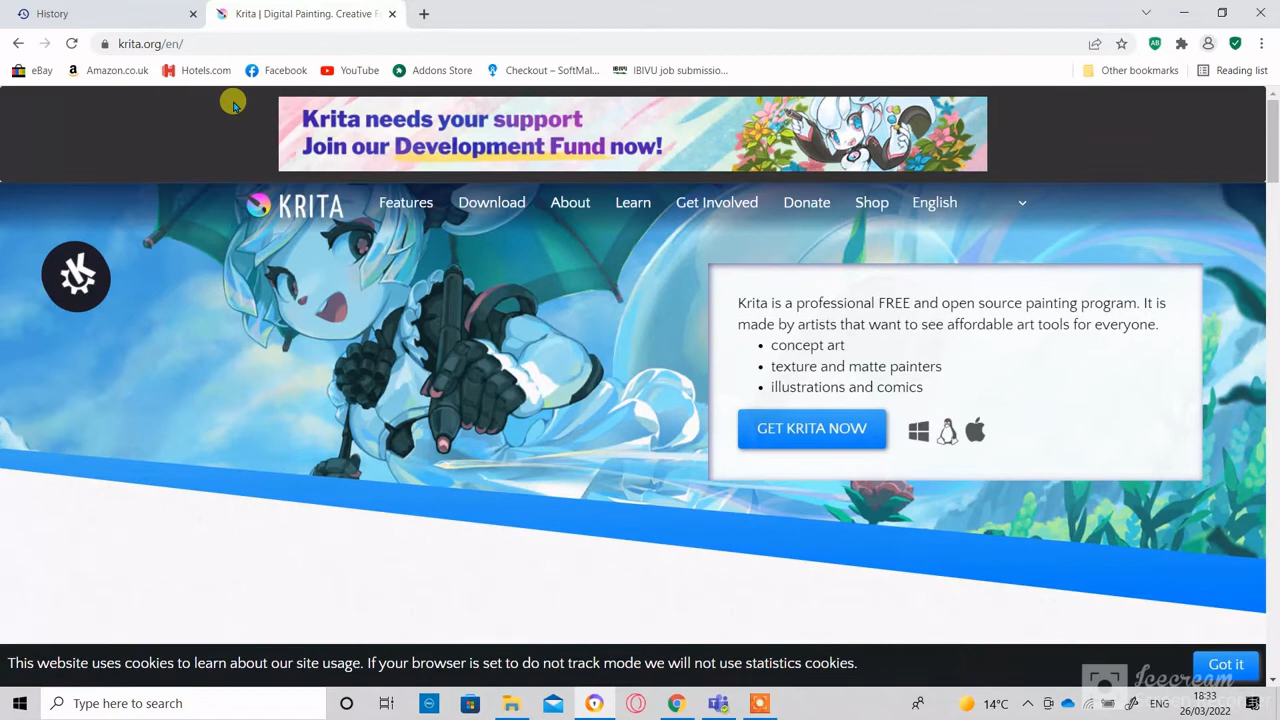 History
Krita | Digital Painting. Creative F
krita.org/en/
eBay Amazon.co.uk Hotels.com Facebook YouTube Addons Store Checkout – SoftMal... IBIVU job submissio... Other bookmarks Reading list
Krita needs your support
Join our Development Fund now!
KRITA Features Download About Learn Get Involved Donate Shop English
Krita is a professional FREE and open source painting program. It is
made by artists that want to see affordable art tools for everyone.
• concept art
• texture and matte painters
• illustrations and comics
GET KRITA NOW
This website uses cookies to learn about our site usage. If your browser is set to do not track mode we will not use statistics cookies.
Got it
Icecream
Type here to search
14°C
ENG
18:33
26/03/2022